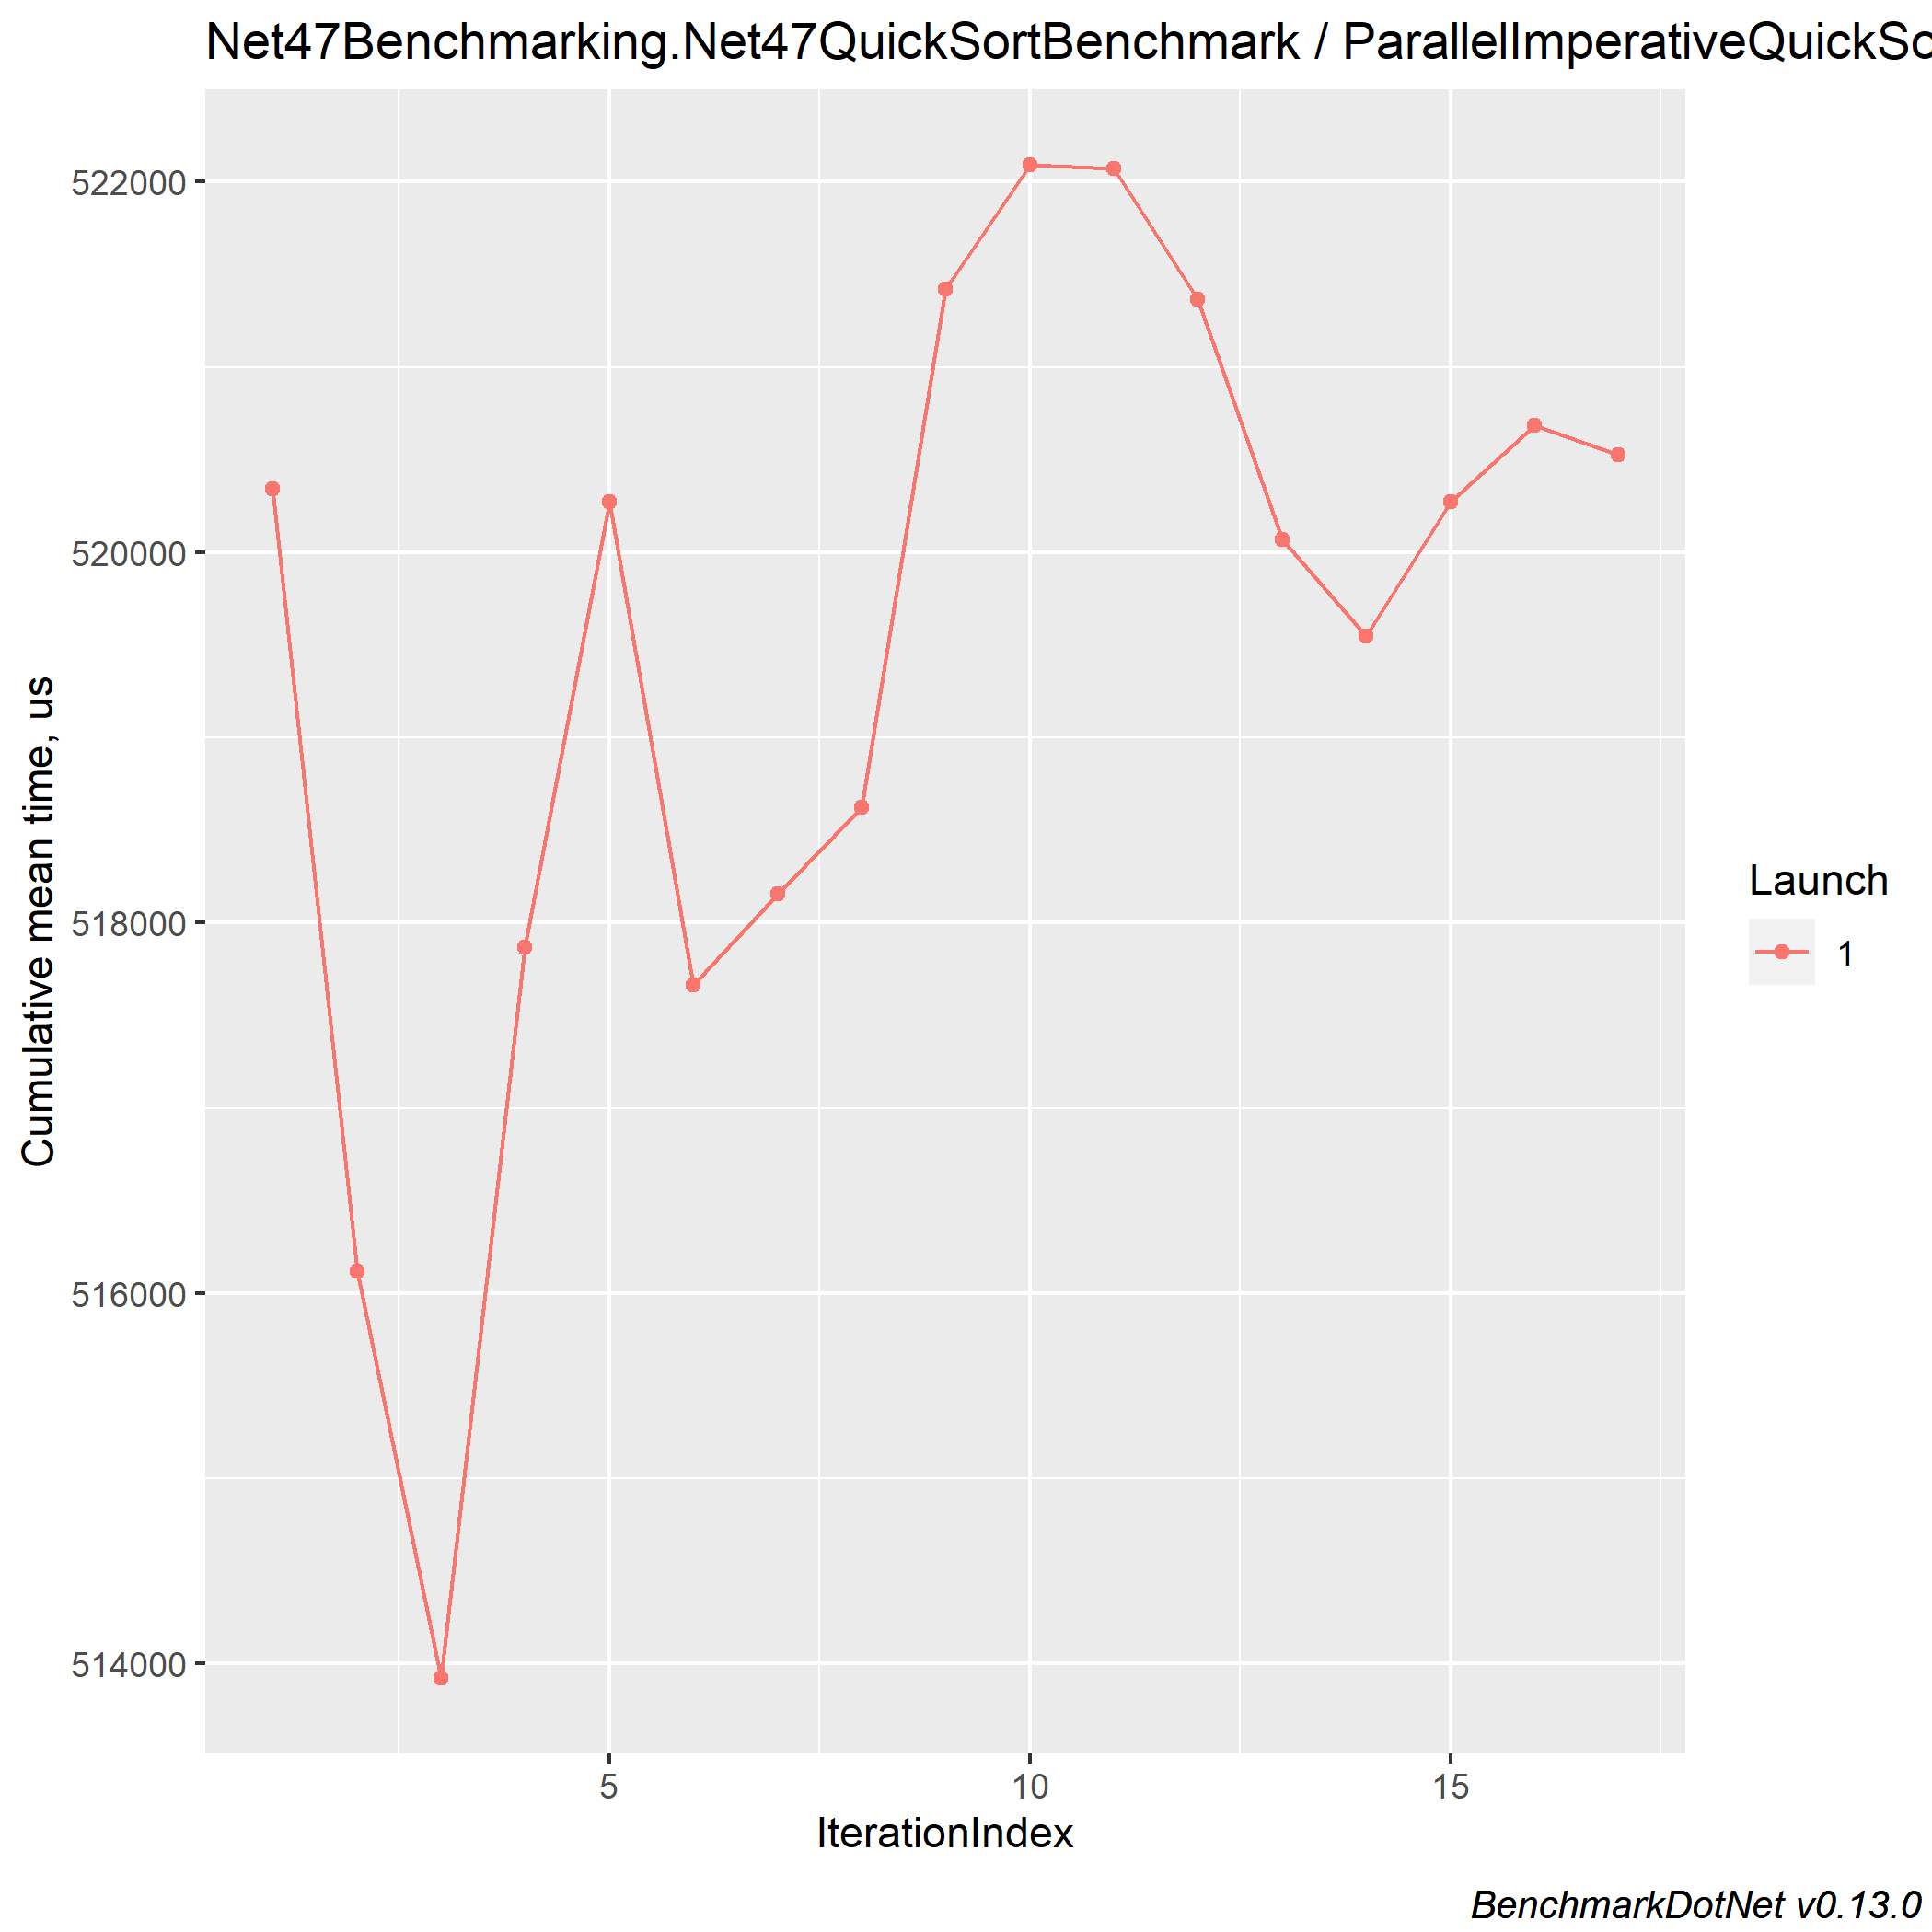 Net47Benchmarking.Net47QuickSortBenchmark / ParallelImperativeQuickSo
522000
520000
518000
516000
514000
Cumulative mean time, us
5 10 15
IterationIndex
Launch
1
BenchmarkDotNet v0.13.0